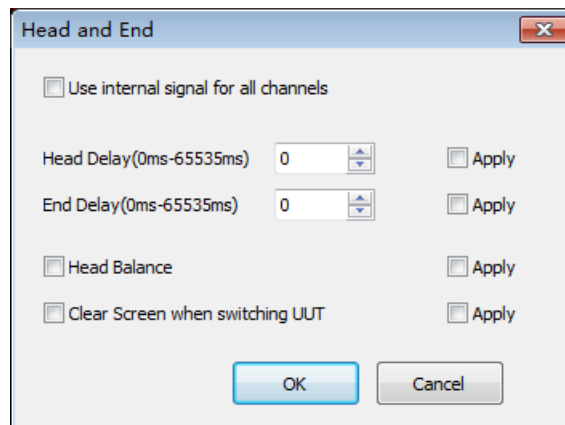 Head and End
Use internal signal for all channels
Head Delay(0ms-65535ms) 0 Apply
End Delay(0ms-65535ms) 0 Apply
Head Balance Apply
Clear Screen when switching UUT Apply
OK Cancel